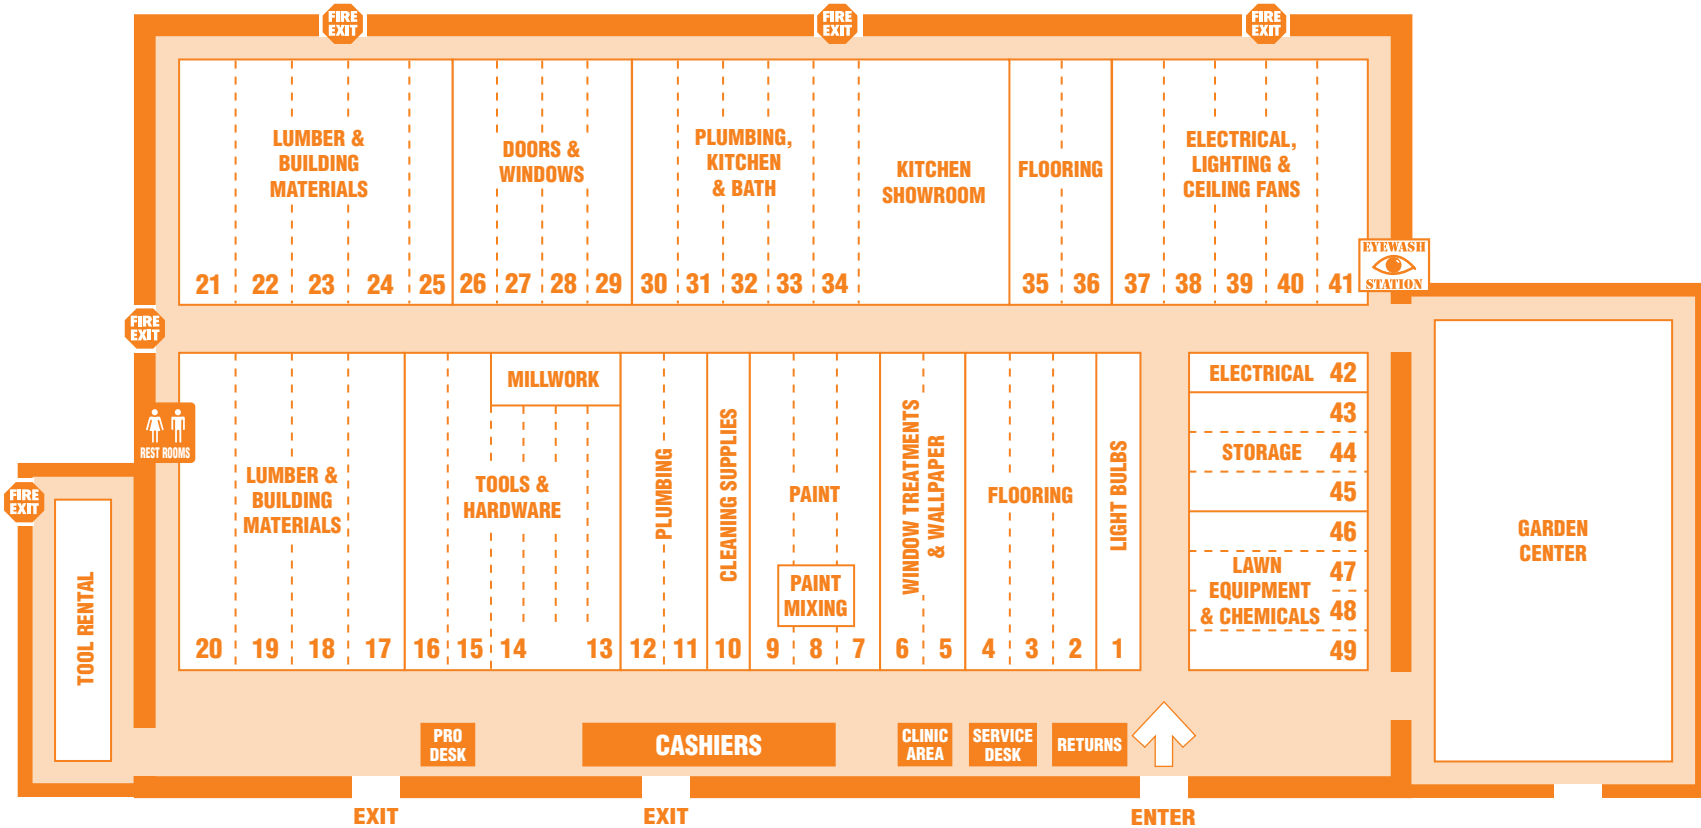 FIRE
EXIT
FIRE
EXIT
FIRE
EXIT
LUMBER &
BUILDING
MATERIALS
DOORS &
WINDOWS
PLUMBING,
KITCHEN
& BATH
KITCHEN
SHOWROOM
FLOORING
ELECTRICAL,
LIGHTING &
CEILING FANS
21 22 23 24 25 26 27 28 29 30 31 32 33 34 35 36 37 38 39 40 41
EYEWASH
STATION
FIRE
EXIT
REST ROOMS
FIRE
EXIT
TOOL RENTAL
LUMBER &
BUILDING
MATERIALS
MILLWORK
TOOLS &
HARDWARE
PLUMBING
CLEANING SUPPLIES
PAINT
PAINT
MIXING
WINDOW TREATMENTS
& WALLPAPER
FLOORING
LIGHT BULBS
20 19 18 17 16 15 14 13 12 11 10 9 8 7 6 5 4 3 2 1
ELECTRICAL 42
43
STORAGE 44
45
46
LAWN
EQUIPMENT
& CHEMICALS
47
48
49
GARDEN
CENTER
PRO
DESK
CASHIERS
CLINIC
AREA
SERVICE
DESK
RETURNS
EXIT
EXIT
ENTER